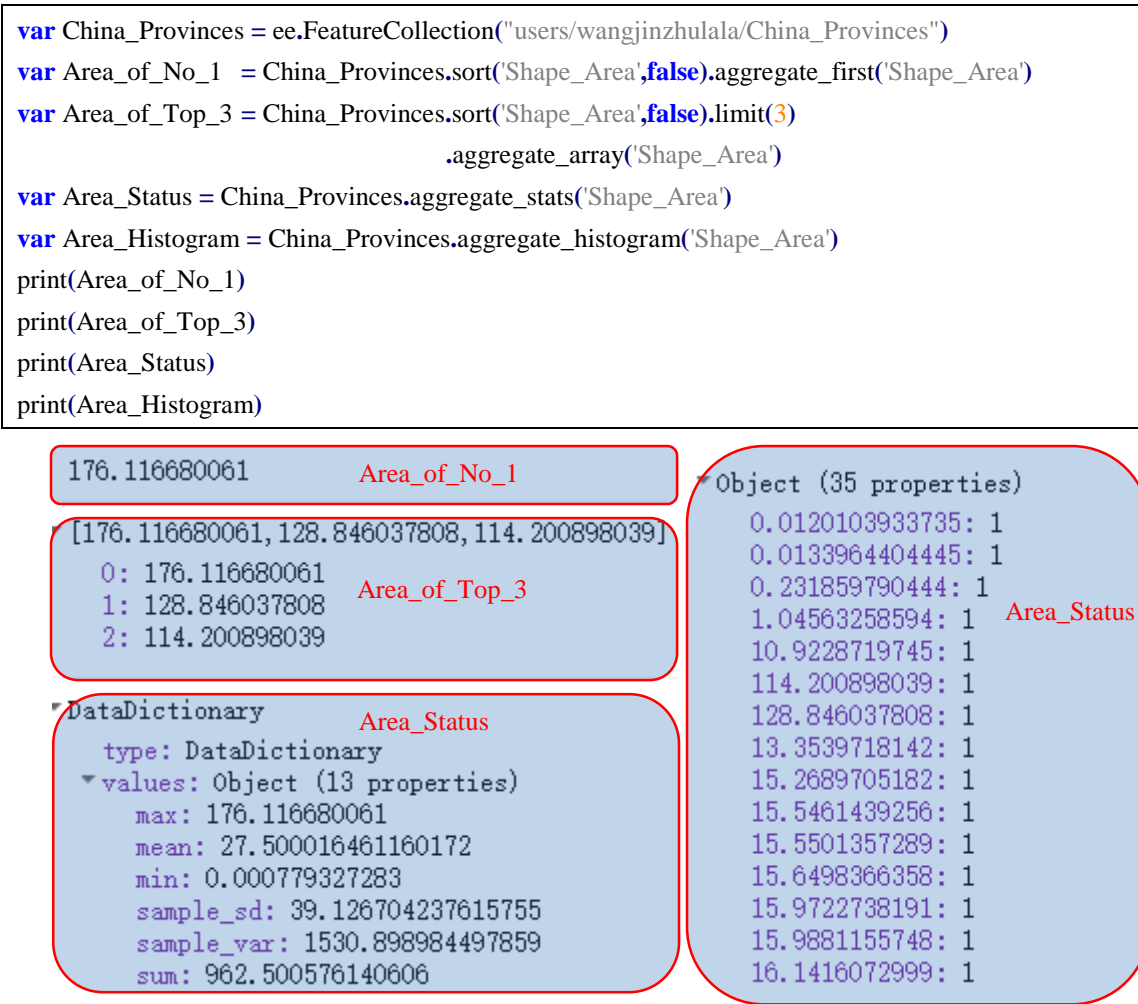 var China_Provinces = ee.FeatureCollection("users/wangjinzhulala/China_Provinces")
var Area_of_No_1 = China_Provinces.sort('Shape_Area',false).aggregate_first('Shape_Area')
var Area_of_Top_3 = China_Provinces.sort('Shape_Area',false).limit(3)
.aggregate_array('Shape_Area')
var Area_Status = China_Provinces.aggregate_stats('Shape_Area')
var Area_Histogram = China_Provinces.aggregate_histogram('Shape_Area')
print(Area_of_No_1)
print(Area_of_Top_3)
print(Area_Status)
print(Area_Histogram)
176.116680061 Area_of_No_1
[176.116680061,128.846037808,114.200898039]
0: 176.116680061
1: 128.846037808
2: 114.200898039
Area_of_Top_3
DataDictionary
Area_Status
type: DataDictionary
values: Object (13 properties)
max: 176.116680061
mean: 27.500016461160172
min: 0.000779327283
sample_sd: 39.126704237615755
sample_var: 1530.898984497859
sum: 962.500576140606
Object (35 properties)
0.0120103933735: 1
0.01339644044445: 1
0.231859790444: 1
1.04563258594: 1
Area_Status
10.9228719745: 1
114.200898039: 1
128.846037808: 1
13.3539718142: 1
15.2689705182: 1
15.5461439256: 1
15.5501357289: 1
15.6498366358: 1
15.9722738191: 1
15.9881155748: 1
16.1416072999: 1